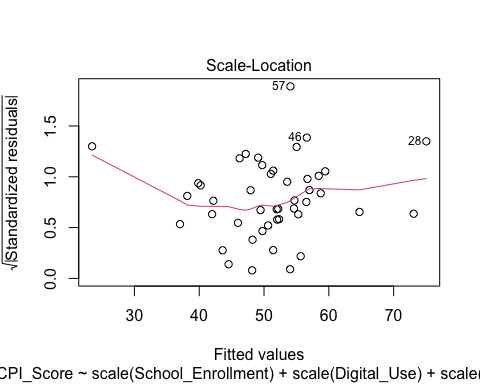 Scale-Location
√|Standardized residuals|
0.0 0.5 1.0 1.5
57
46
28
30 40 50 60 70
Fitted values
CPI_Score ~ scale(School_Enrollment) + scale(Digital_Use) + scale(